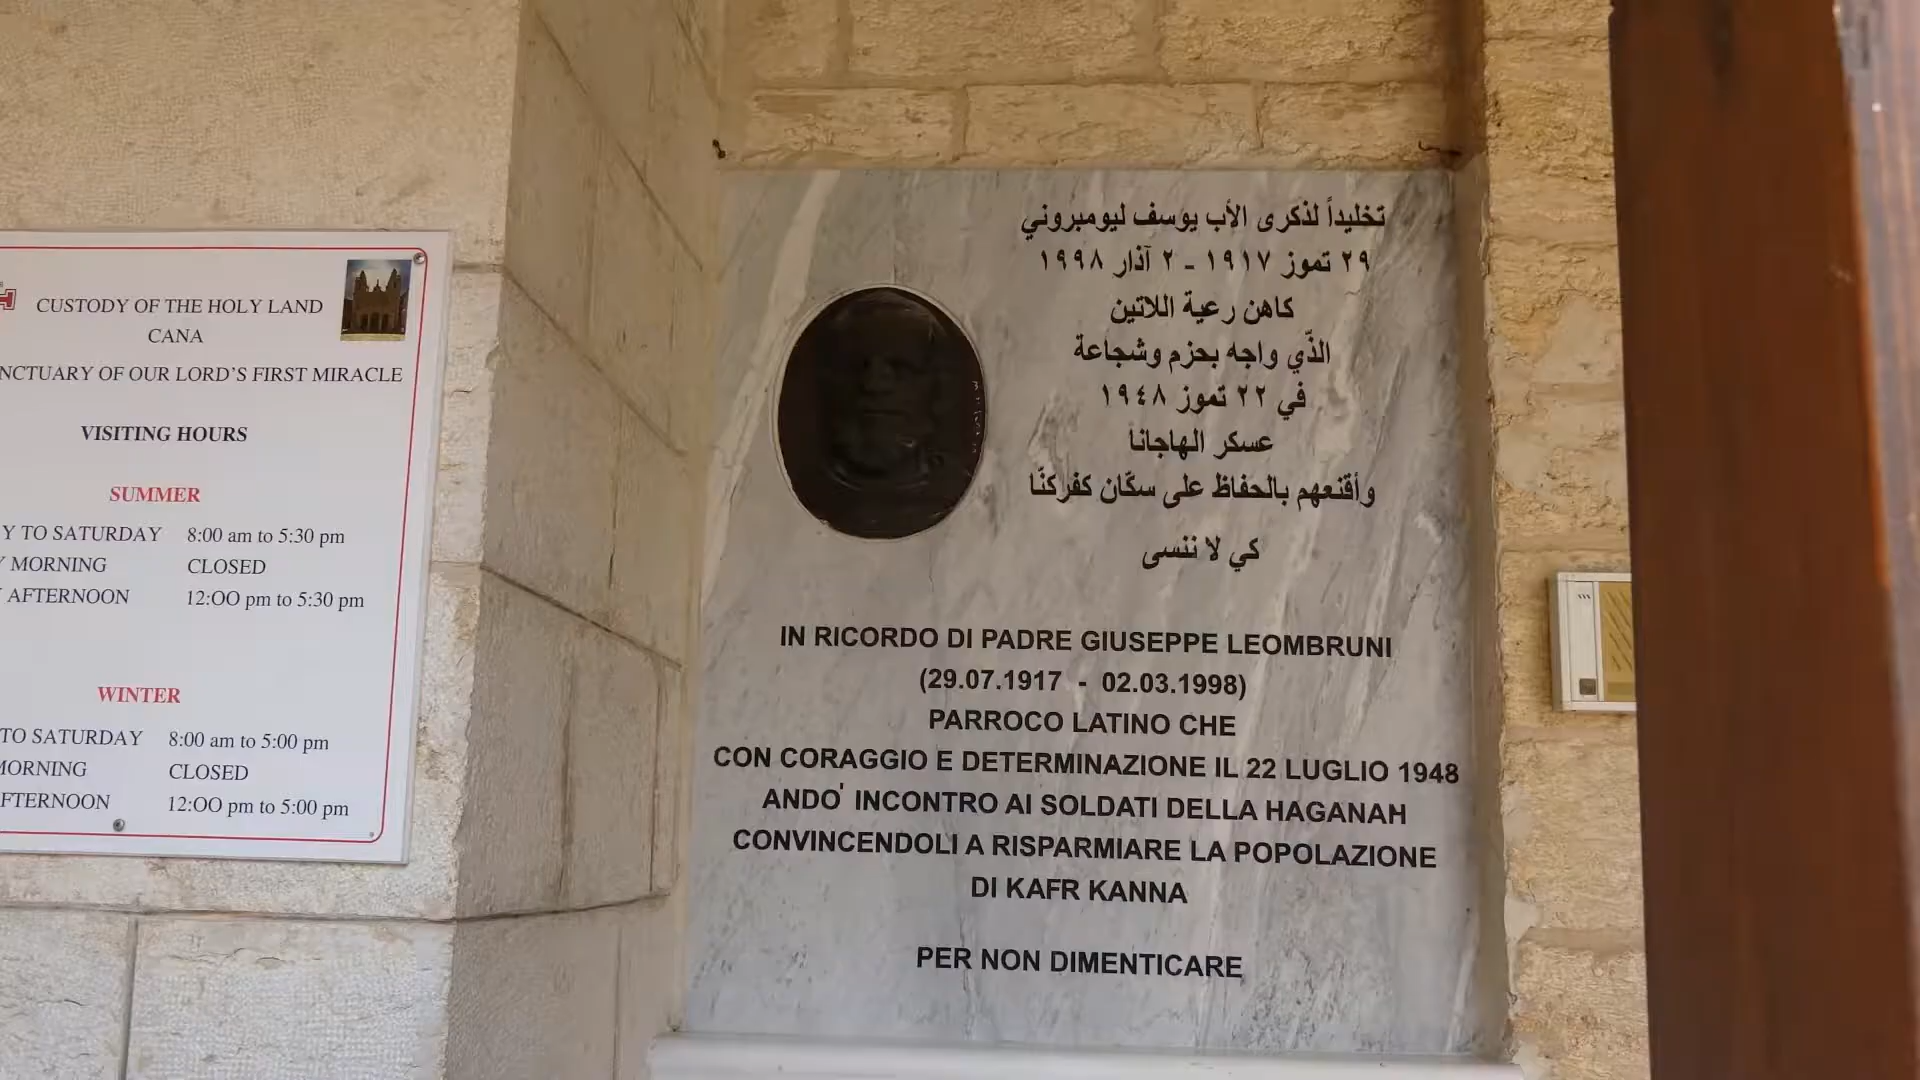 CUSTODY OF THE HOLY LAND
CANA
NCTUARY OF OUR LORD'S FIRST MIRACLE
VISITING HOURS
SUMMER
Y TO SATURDAY 8:00 am to 5:30 pm
Y MORNING CLOSED
Y AFTERNOON 12:OO pm to 5:30 pm
WINTER
TO SATURDAY 8:00 am to 5:00 pm
MORNING CLOSED
FTERNOON 12:OO pm to 5:00 pm
تخليداً لذكرى الأب يوسف ليومبروني
٢٩ تموز ١٩١٧ - ٢ آذار ١٩٩٨
كاهن رعية اللاتين
الذّي واجه بحزم وشجاعة
في ٢٢ تموز ١٩٤٨
عسكر الهاجانا
وأقنعهم بالحفاظ على سكّان كفركنّا
كي لا ننسى
IN RICORDO DI PADRE GIUSEPPE LEOMBRUNI
(29.07.1917 - 02.03.1998)
PARROCO LATINO CHE
CON CORAGGIO E DETERMINAZIONE IL 22 LUGLIO 1948
ANDO' INCONTRO AI SOLDATI DELLA HAGANAH
CONVINCENDOLI A RISPARMIARE LA POPOLAZIONE
DI KAFR KANNA
PER NON DIMENTICARE